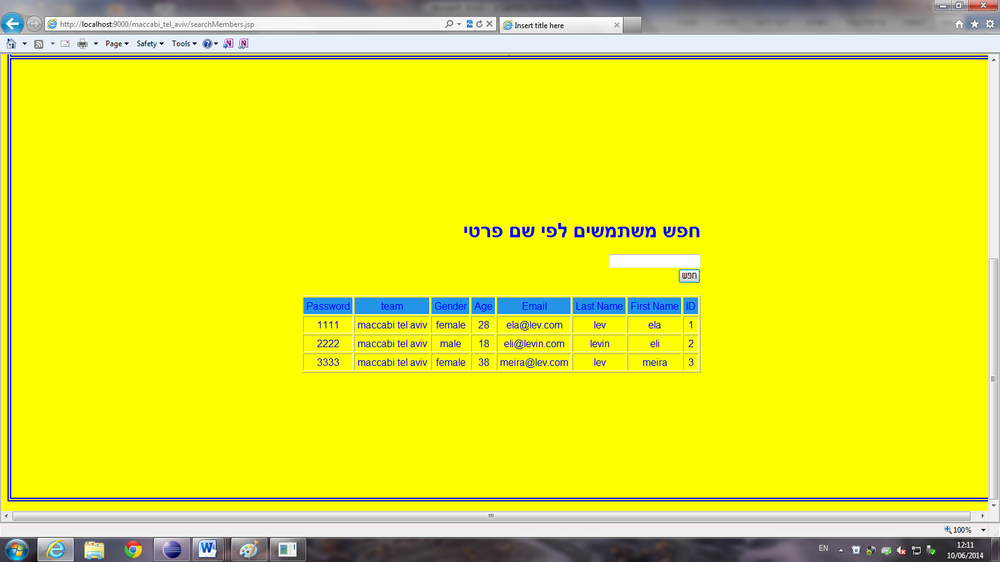 http://localhost:9000/maccabi_tel_aviv/searchMembers.jsp
Insert title here
Page
Safety
Tools
חפש משתמשים לפי שם פרטי
חפש
Password team Gender Age Email Last Name First Name ID
1111 maccabi tel aviv female 28 ela@lev.com lev ela 1
2222 maccabi tel aviv male 18 eli@levin.com levin eli 2
3333 maccabi tel aviv female 38 meira@lev.com lev meira 3
100%
EN
12:11
10/06/2014